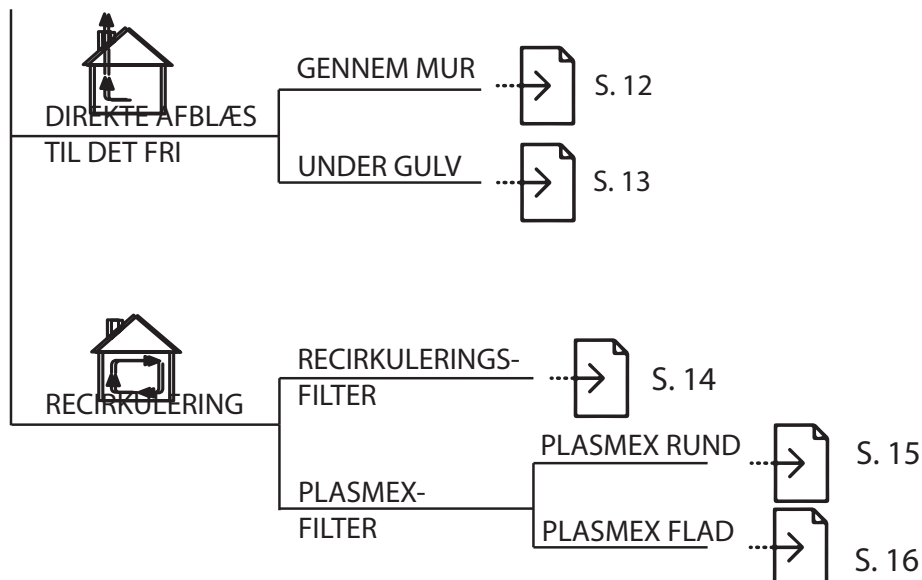 GENNEM MUR
S. 12
DIREKTE AFBLÆS
TIL DET FRI
UNDER GULV
S. 13
RECIRKULERINGS-
FILTER
S. 14
RECIRKULERING
PLASMEX RUND
S. 15
PLASMEX-
FILTER
PLASMEX FLAD
S. 16